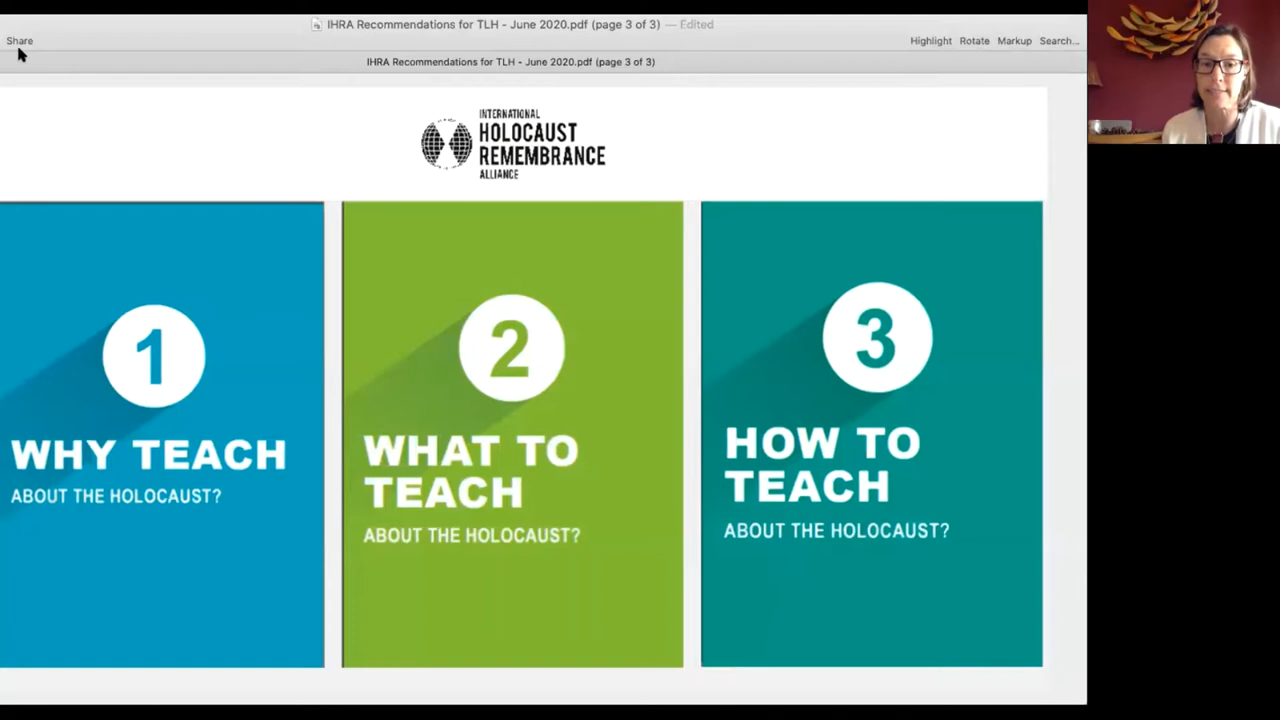 IHRA Recommendations for TLH - June 2020.pdf (page 3 of 3) — Edited
Share
Highlight Rotate Markup Search...
IHRA Recommendations for TLH - June 2020.pdf (page 3 of 3)
INTERNATIONAL
HOLOCAUST
REMEMBRANCE
ALLIANCE
1
WHY TEACH
ABOUT THE HOLOCAUST?
2
WHAT TO
TEACH
ABOUT THE HOLOCAUST?
3
HOW TO
TEACH
ABOUT THE HOLOCAUST?